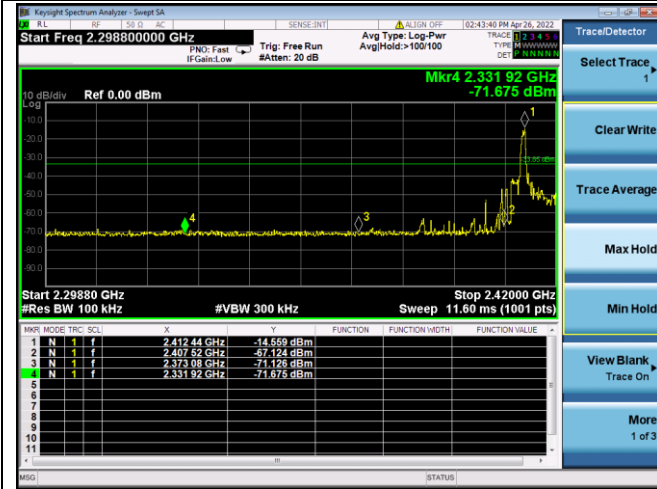 Keysight Spectrum Analyzer - Swept SA
RL RF 50 Ω AC SENSE:INT ALIGN OFF 02:43:40 PM Apr 26, 2022
Start Freq 2.298800000 GHz
PNO: Fast
IFGain:Low
Trig: Free Run
#Atten: 20 dB
Avg Type: Log-Pwr
Avg|Hold:>100/100
TRACE 1 2 3 4 5 6
TYPE M WWWWW
DET P NNNNN
Mkr4 2.331 92 GHz
-71.675 dBm
10 dB/div Ref 0.00 dBm
Log
-10.0
-20.0
-30.0
-40.0
-50.0
-60.0
-70.0
-80.0
-90.0
1
2
3
4
Start 2.29880 GHz Stop 2.42000 GHz
#Res BW 100 kHz #VBW 300 kHz Sweep 11.60 ms (1001 pts)
MKR MODE TRC SCL X Y FUNCTION FUNCTION WIDTH FUNCTION VALUE
1 N 1 f 2.412 44 GHz -14.559 dBm
2 N 1 f 2.407 52 GHz -67.124 dBm
3 N 1 f 2.373 08 GHz -71.126 dBm
4 N 1 f 2.331 92 GHz -71.675 dBm
5
6
7
8
9
10
11
MSG STATUS
Trace/Detector
Select Trace
1
Clear Write
Trace Average
Max Hold
Min Hold
View Blank
Trace On
More
1 of 3